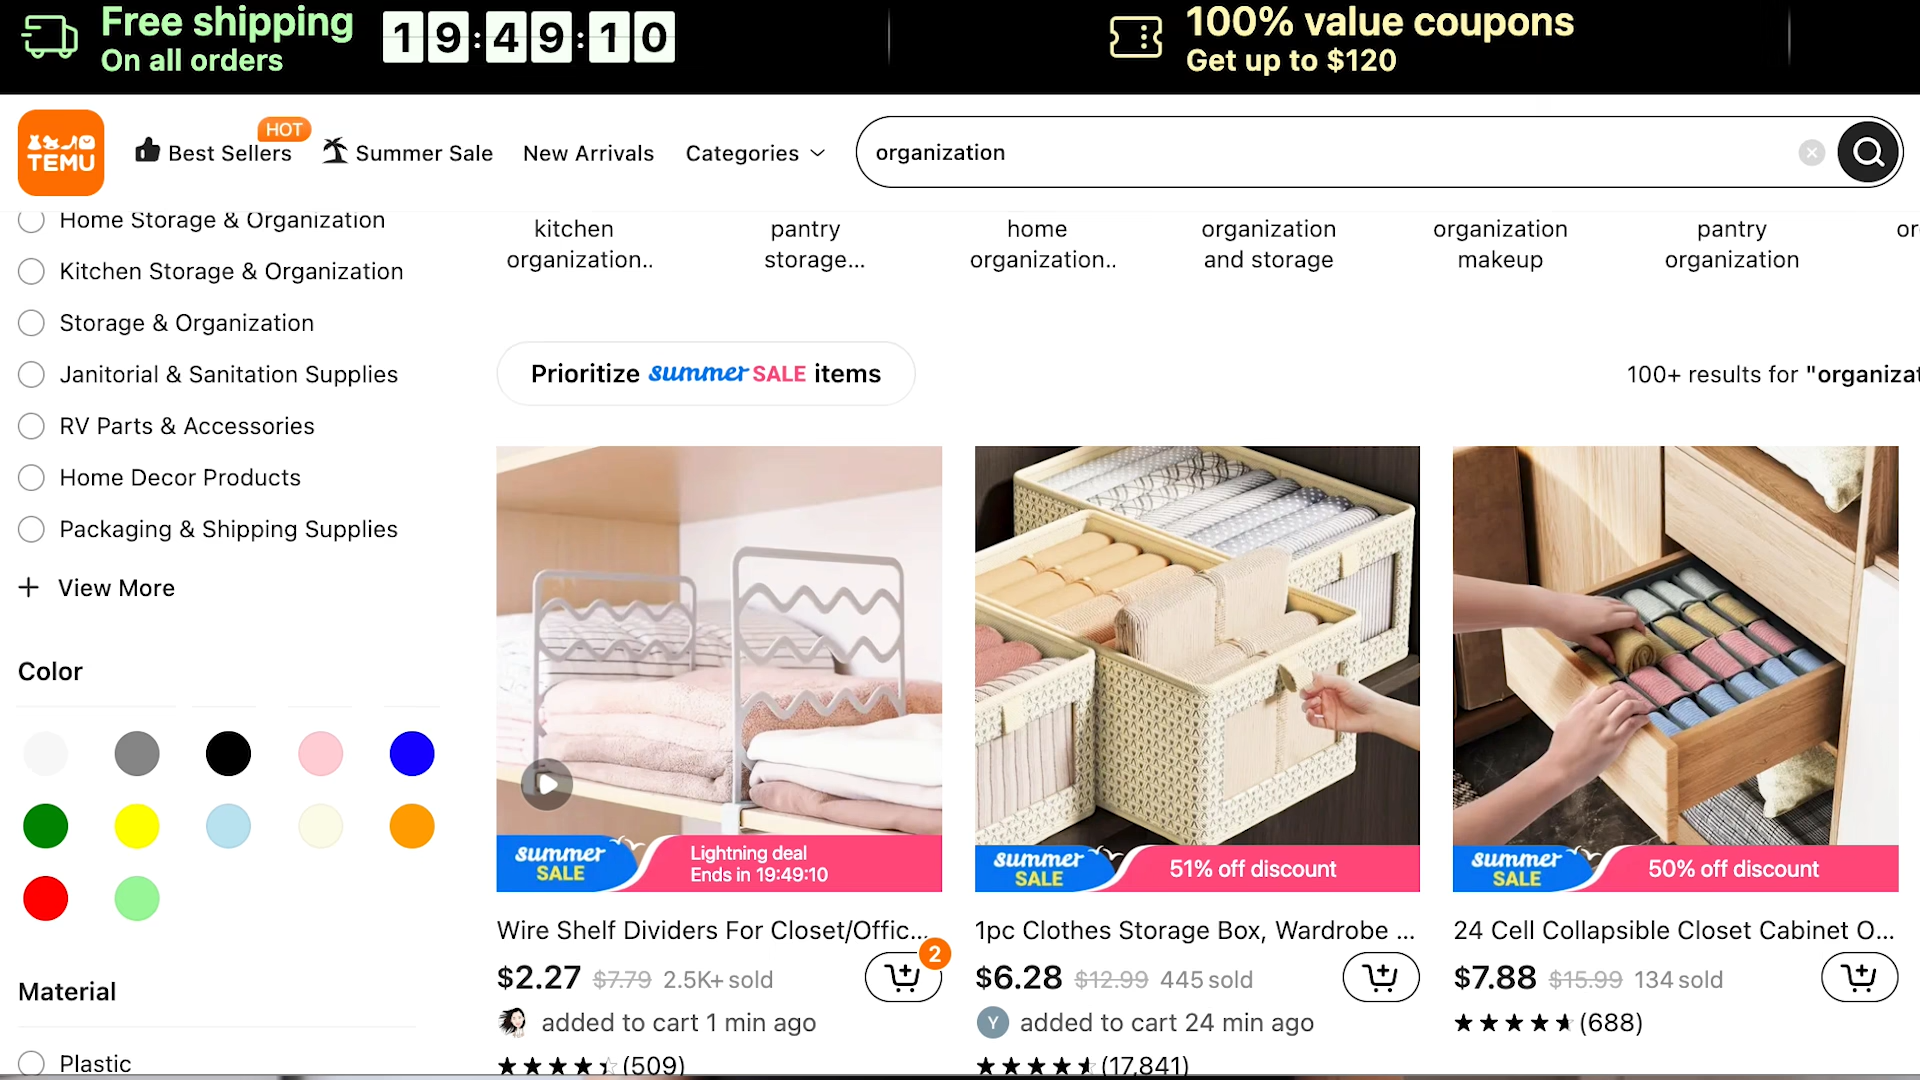 Free shipping
On all orders
19:49:10
100% value coupons
Get up to $120
TEMU
Best Sellers
HOT
Summer Sale
New Arrivals
Categories
organization
Home Storage & Organization
Kitchen Storage & Organization
Storage & Organization
Janitorial & Sanitation Supplies
RV Parts & Accessories
Home Decor Products
Packaging & Shipping Supplies
View More
Color
Material
Plastic
kitchen
organization..
pantry
storage...
home
organization..
organization
and storage
organization
makeup
pantry
organization
or
Prioritize summer SALE items
100+ results for "organizat
summer
SALE
Lightning deal
Ends in 19:49:10
Wire Shelf Dividers For Closet/Offic...
$2.27 $7.79 2.5K+ sold
2
added to cart 1 min ago
(509)
summer
SALE
51% off discount
1pc Clothes Storage Box, Wardrobe ...
$6.28 $12.99 445 sold
Y added to cart 24 min ago
(17,841)
summer
SALE
50% off discount
24 Cell Collapsible Closet Cabinet O...
$7.88 $15.99 134 sold
(688)